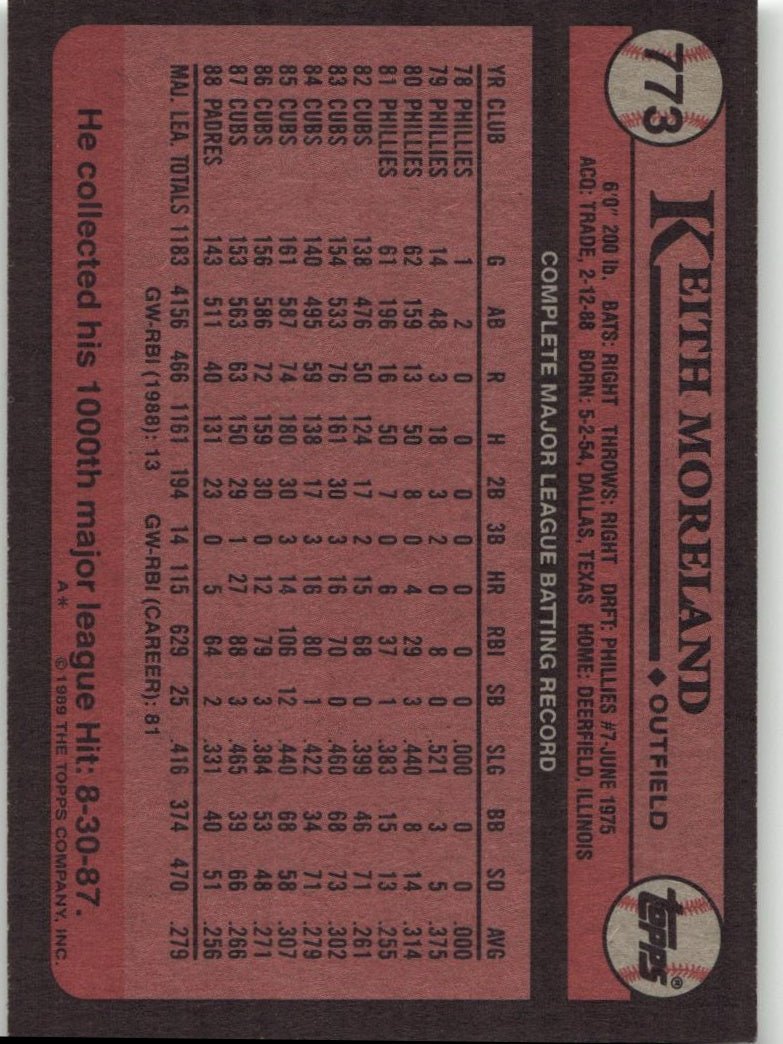 773
KEITH MORELAND ♦ OUTFIELD
topps®
6'0" 200 lb. BATS: RIGHT THROWS: RIGHT DRFT: PHILLIES #7-JUNE 1975
ACQ: TRADE, 2-12-88 BORN: 5-2-54, DALLAS, TEXAS HOME: DEERFIELD, ILLINOIS
COMPLETE MAJOR LEAGUE BATTING RECORD
YR CLUB G AB R H 2B 3B HR RBI SB SLG BB SO AVG
78 PHILLIES 1 2 0 0 0 0 0 0 0 .000 0 0 .000
79 PHILLIES 14 48 3 18 3 2 0 8 0 .521 3 5 .375
80 PHILLIES 62 159 13 50 8 0 4 29 3 .440 8 14 .314
81 PHILLIES 61 196 16 50 7 0 6 37 1 .383 15 13 .255
82 CUBS 138 476 50 124 17 2 15 68 0 .399 46 71 .261
83 CUBS 154 533 76 161 30 3 16 70 0 .460 68 73 .302
84 CUBS 140 495 59 138 17 3 16 80 1 .422 34 71 .279
85 CUBS 161 587 74 180 30 3 14 106 12 .440 68 58 .307
86 CUBS 156 586 72 159 30 0 12 79 3 .384 53 48 .271
87 CUBS 153 563 63 150 29 1 27 88 3 .465 39 66 .266
88 PADRES 143 511 40 131 23 0 5 64 2 .331 40 51 .256
MAJ. LEA. TOTALS 1183 4156 466 1161 194 14 115 629 25 .416 374 470 .279
GW-RBI (1988): 13 GW-RBI (CAREER): 81
He collected his 1000th major league Hit: 8-30-87.
A* ©1989 THE TOPPS COMPANY, INC.